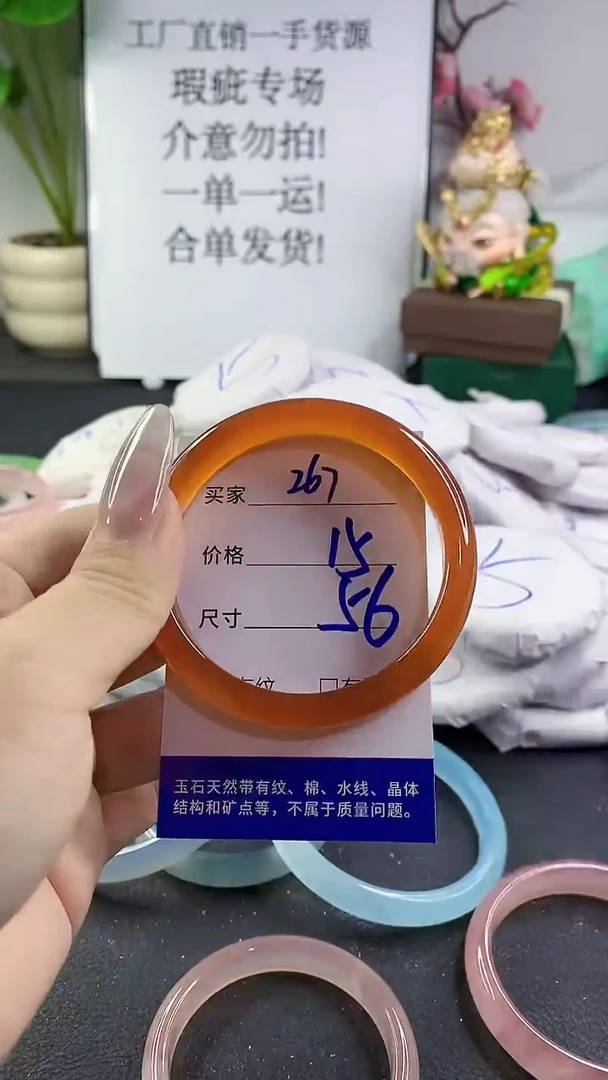 工厂直销一手货源
瑕疵专场
介意勿拍!
一单一运!
合单发货!
买家 267
价格 15
尺寸 56
玉石天然带有纹、棉、水线、晶体
结构和矿点等，不属于质量问题。